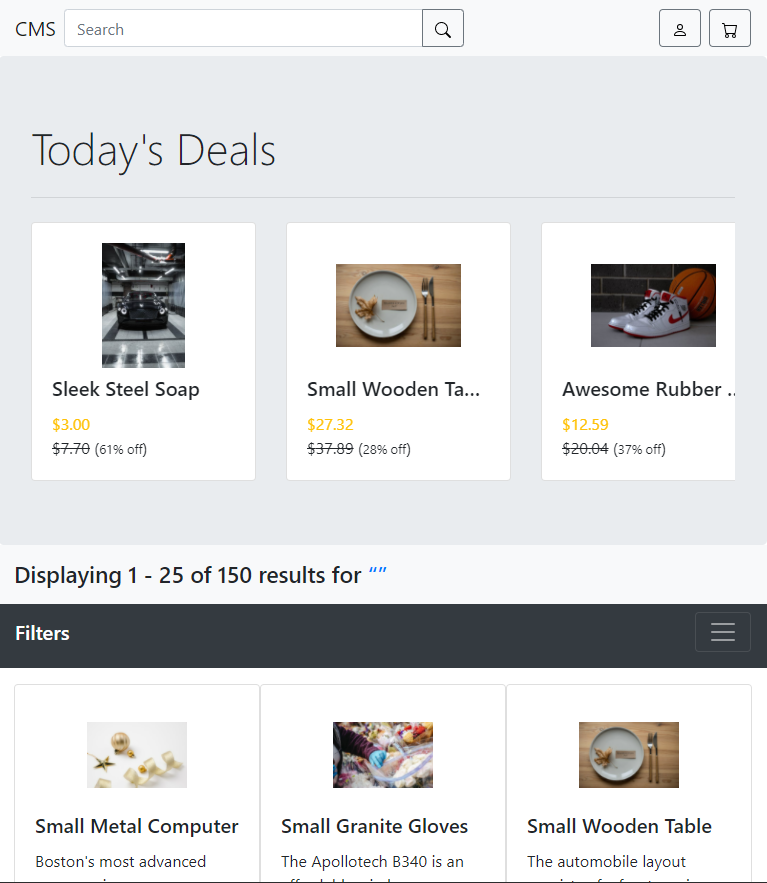 CMS Search
Today's Deals
Sleek Steel Soap
$3.00
$7.70 (61% off)
Small Wooden Ta...
$27.32
$37.89 (28% off)
Awesome Rubber ..
$12.59
$20.04 (37% off)
Displaying 1 - 25 of 150 results for “”
Filters
Small Metal Computer
Boston's most advanced
Small Granite Gloves
The Apollotech B340 is an
Small Wooden Table
The automobile layout